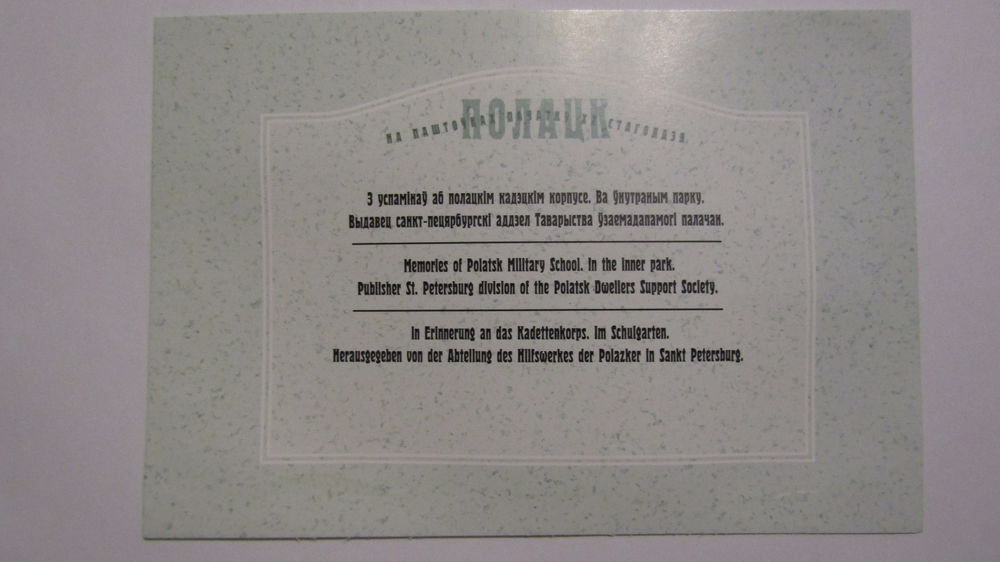 ПОЛАЦК
НА ПАШТОЎКАХ ПАЧАТКУ XX СТАГОДДЗЯ
З успамінаў аб полацкім кадэцкім корпусе. Ва ўнутраным парку.
Выдавец санкт-пецярбургскі аддзел Таварыства ўзаемадапамогі палачан.
Memories of Polatsk Military School. In the inner park.
Publisher St. Petersburg division of the Polatsk Dwellers Support Society.
In Erinnerung an das Kadettenkorps. Im Schulgarten.
Herausgegeben von der Abteilung des Hilfswerkes der Polazker in Sankt Petersburg.